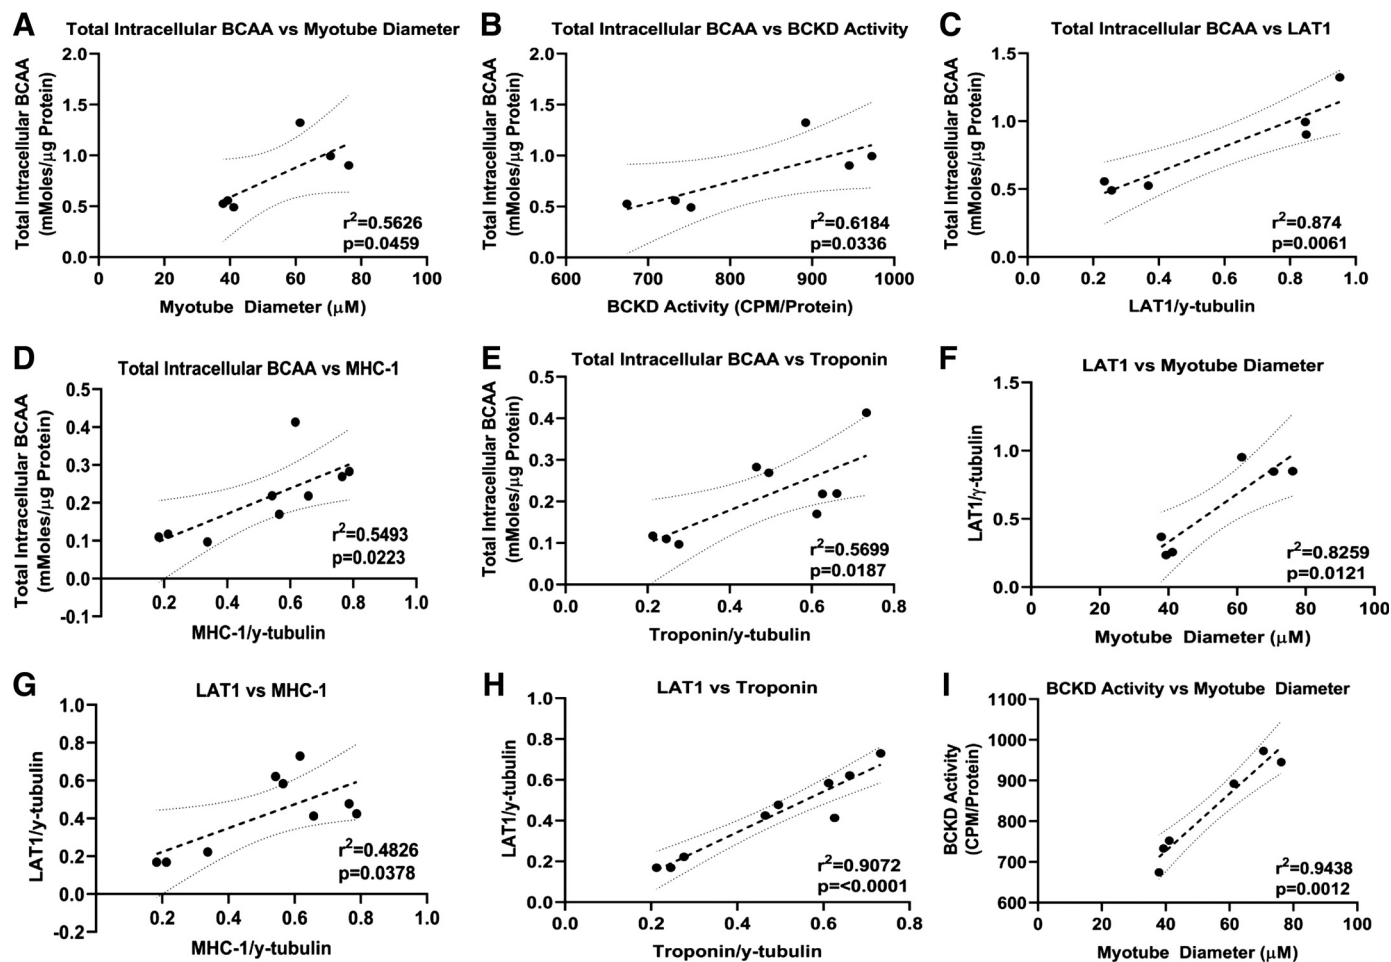 A
Total Intracellular BCAA vs Myotube Diameter
Total Intracellular BCAA
(mMoles/μg Protein)
2.0
1.5
1.0
0.5
0.0
r²=0.5626
p=0.0459
0 20 40 60 80 100
Myotube Diameter (μM)
B
Total Intracellular BCAA vs BCKD Activity
Total Intracellular BCAA
(mMoles/μg Protein)
2.0
1.5
1.0
0.5
0.0
r²=0.6184
p=0.0336
600 700 800 900 1000
BCKD Activity (CPM/Protein)
C
Total Intracellular BCAA vs LAT1
Total Intracellular BCAA
(mMoles/μg Protein)
1.5
1.0
0.5
0.0
r²=0.874
p=0.0061
0.0 0.2 0.4 0.6 0.8 1.0
LAT1/y-tubulin
D
Total Intracellular BCAA vs MHC-1
Total Intracellular BCAA
(mMoles/μg Protein)
0.5
0.4
0.3
0.2
0.1
0.0
-0.1
r²=0.5493
p=0.0223
0.2 0.4 0.6 0.8 1.0
MHC-1/y-tubulin
E
Total Intracellular BCAA vs Troponin
Total Intracellular BCAA
(mMoles/μg Protein)
0.5
0.4
0.3
0.2
0.1
0.0
r²=0.5699
p=0.0187
0.0 0.2 0.4 0.6 0.8
Troponin/y-tubulin
F
LAT1 vs Myotube Diameter
LAT1/γ-tubulin
1.5
1.0
0.5
0.0
r²=0.8259
p=0.0121
0 20 40 60 80 100
Myotube Diameter (μM)
G
LAT1 vs MHC-1
LAT1/y-tubulin
1.0
0.8
0.6
0.4
0.2
0.0
-0.2
r²=0.4826
p=0.0378
0.2 0.4 0.6 0.8 1.0
MHC-1/y-tubulin
H
LAT1 vs Troponin
LAT1/y-tubulin
1.0
0.8
0.6
0.4
0.2
0.0
r²=0.9072
p=<0.0001
0.0 0.2 0.4 0.6 0.8
Troponin/y-tubulin
I
BCKD Activity vs Myotube Diameter
BCKD Activity
(CPM/Protein)
1100
1000
900
800
700
600
r²=0.9438
p=0.0012
0 20 40 60 80 100
Myotube Diameter (μM)